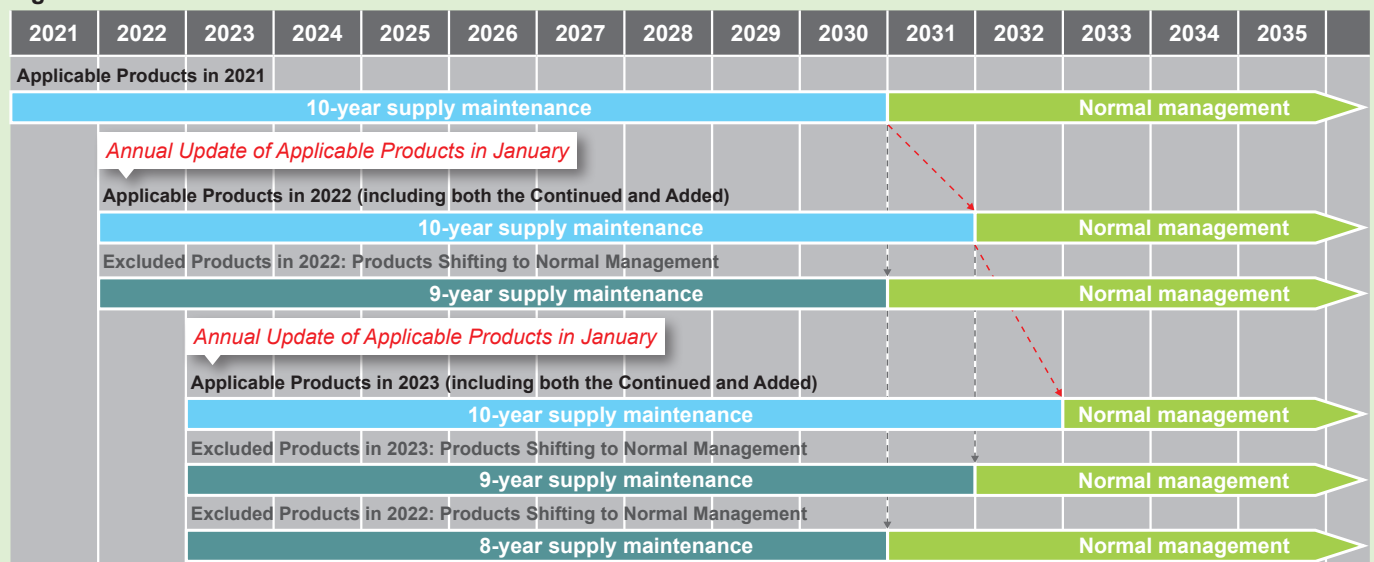 2021 2022 2023 2024 2025 2026 2027 2028 2029 2030 2031 2032 2033 2034 2035
Applicable Products in 2021
10-year supply maintenance Normal management
Annual Update of Applicable Products in January
Applicable Products in 2022 (including both the Continued and Added)
10-year supply maintenance Normal management
Excluded Products in 2022: Products Shifting to Normal Management
9-year supply maintenance Normal management
Annual Update of Applicable Products in January
Applicable Products in 2023 (including both the Continued and Added)
10-year supply maintenance Normal management
Excluded Products in 2023: Products Shifting to Normal Management
9-year supply maintenance Normal management
Excluded Products in 2022: Products Shifting to Normal Management
8-year supply maintenance Normal management